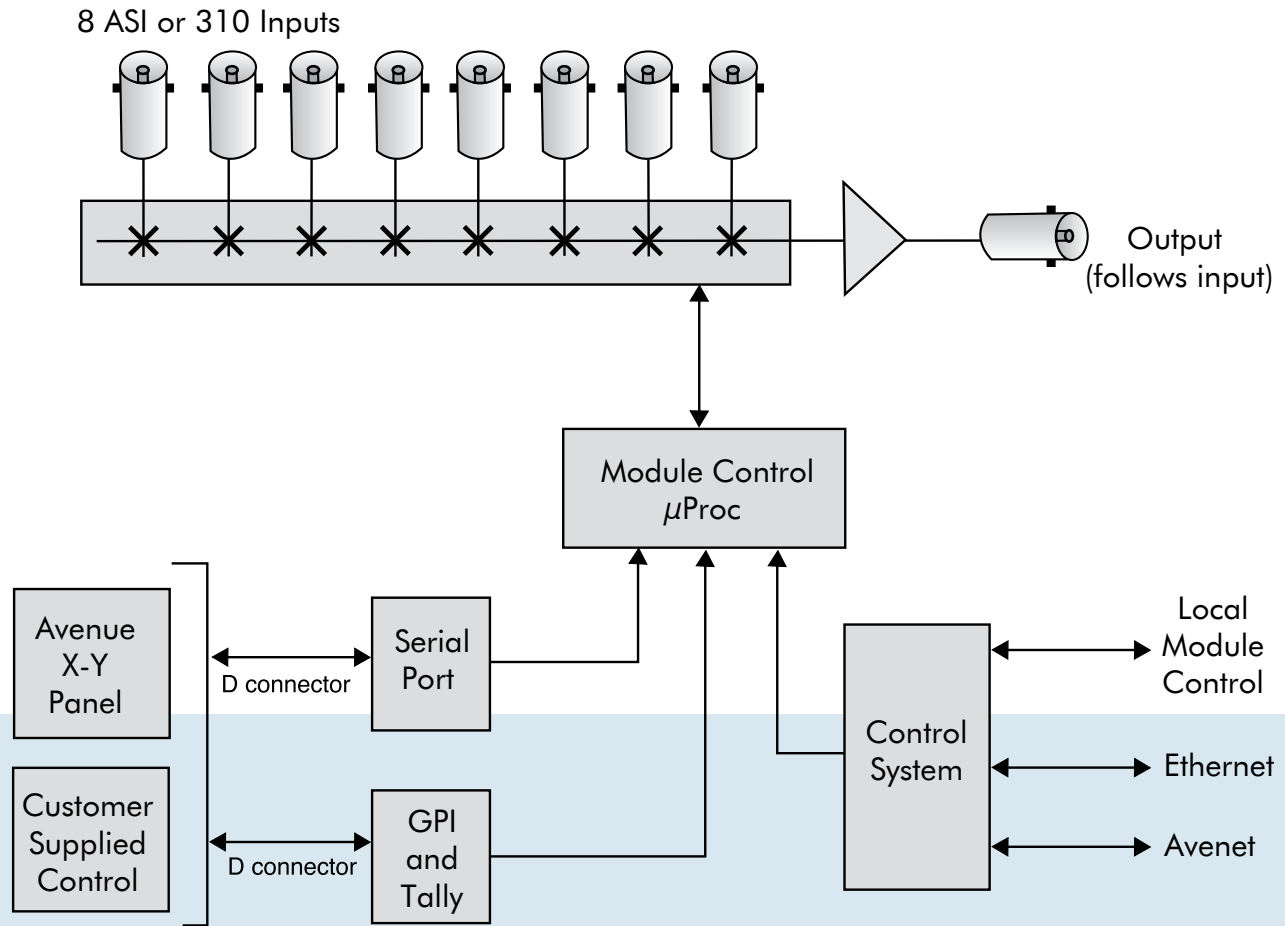 8 ASI or 310 Inputs
Output
(follows input)
Module Control
µProc
Avenue
X-Y
Panel
D connector
Serial
Port
Local
Module
Control
Control
System
Ethernet
Customer
Supplied
Control
D connector
GPI
and
Tally
Avenet